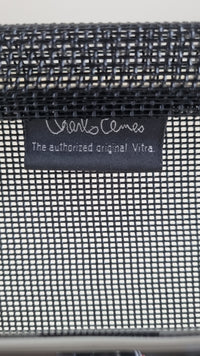 Charles Eames
The authorized original Vitra.